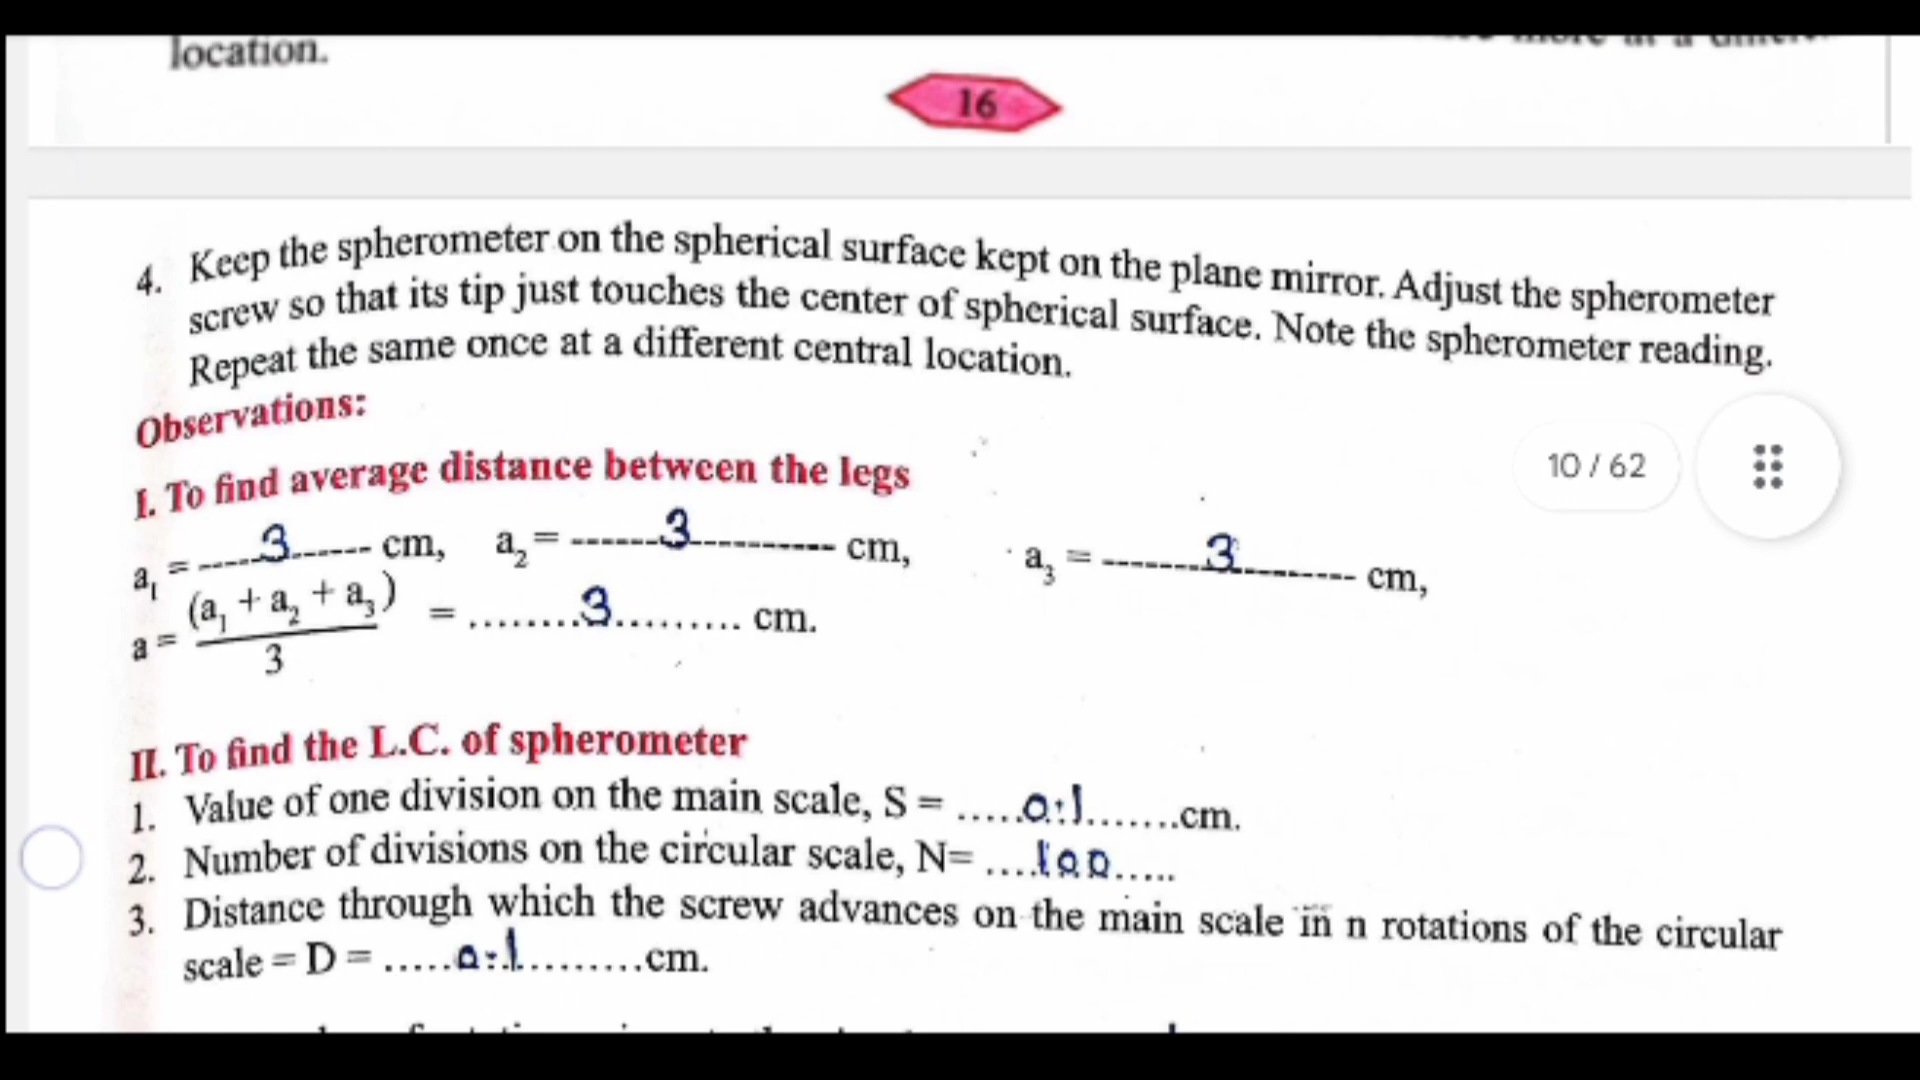 location.
16
4. Keep the spherometer on the spherical surface kept on the plane mirror. Adjust the spherometer
screw so that its tip just touches the center of spherical surface. Note the spherometer reading.
Repeat the same once at a different central location.
Observations:
I. To find average distance between the legs
10 / 62
a₁ = -----3------ cm, a₂ = ------3---------- cm, a₃ = -------3-------- cm,
a = (a₁ + a₂ + a₃) / 3 = ........3......... cm.
II. To find the L.C. of spherometer
1. Value of one division on the main scale, S = .....0.1.......cm.
2. Number of divisions on the circular scale, N= ....100.....
3. Distance through which the screw advances on the main scale in n rotations of the circular
scale = D = .....0.1.........cm.